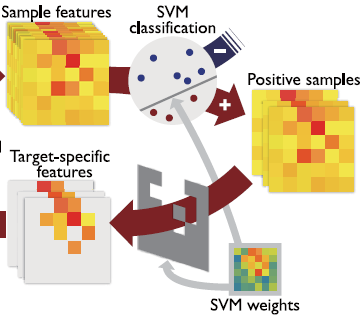 Sample features
SVM
classification
−
+
Positive samples
Target-specific
features
SVM weights